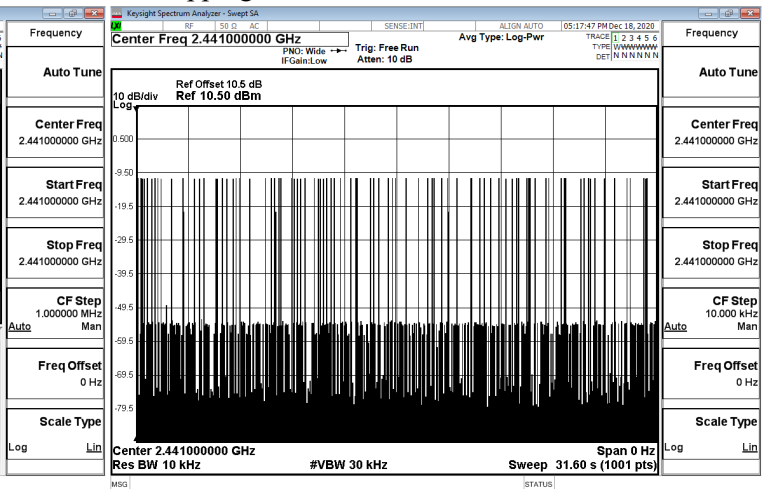 Frequency
Auto Tune
Center Freq
2.441000000 GHz
Start Freq
2.441000000 GHz
Stop Freq
2.441000000 GHz
CF Step
1.000000 MHz
Auto Man
Freq Offset
0 Hz
Scale Type
Log Lin
Keysight Spectrum Analyzer - Swept SA
LXI RF 50 Ω AC SENSE:INT ALIGN AUTO 05:17:47 PM Dec 18, 2020
Center Freq 2.441000000 GHz
PNO: Wide
IFGain:Low
Trig: Free Run
Atten: 10 dB
Avg Type: Log-Pwr
TRACE 1 2 3 4 5 6
TYPE WWWWWW
DET N N N N N N
Ref Offset 10.5 dB
10 dB/div Ref 10.50 dBm
Log
0.500
-9.50
-19.5
-29.5
-39.5
-49.5
-59.5
-69.5
-79.5
Center 2.441000000 GHz Span 0 Hz
Res BW 10 kHz #VBW 30 kHz Sweep 31.60 s (1001 pts)
MSG STATUS
Frequency
Auto Tune
Center Freq
2.441000000 GHz
Start Freq
2.441000000 GHz
Stop Freq
2.441000000 GHz
CF Step
10.000 kHz
Auto Man
Freq Offset
0 Hz
Scale Type
Log Lin